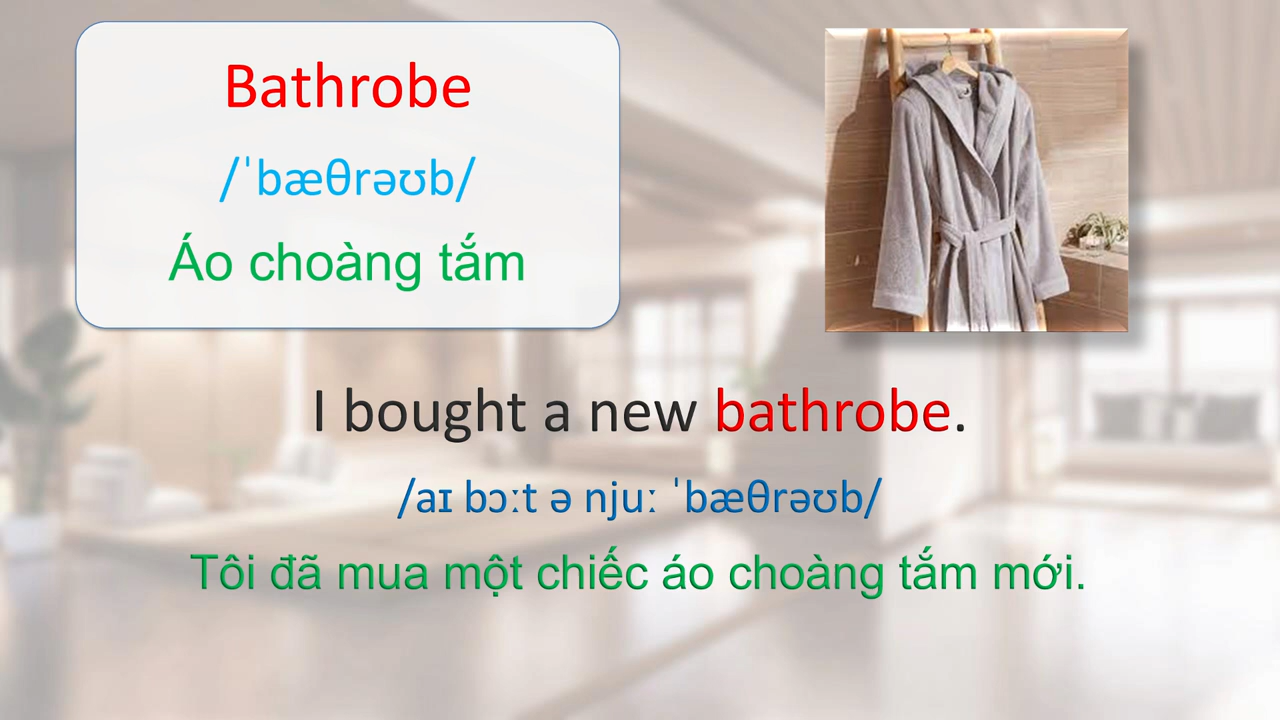 Bathrobe
/ˈbæθrəʊb/
Áo choàng tắm
I bought a new bathrobe.
/aɪ bɔːt ə njuː ˈbæθrəʊb/
Tôi đã mua một chiếc áo choàng tắm mới.